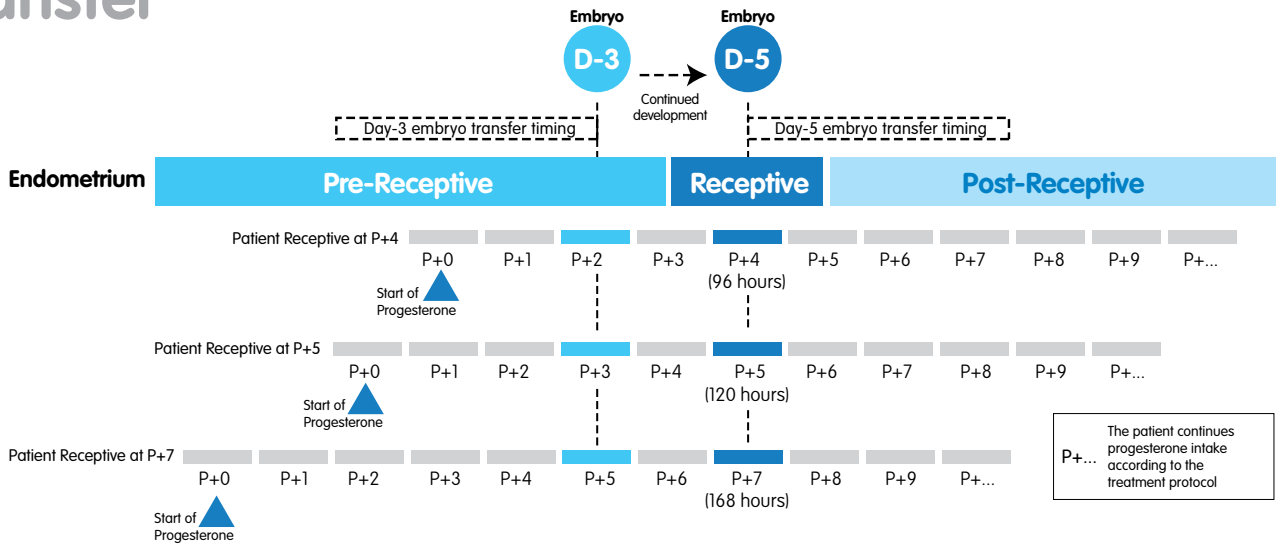 Embryo
Embryo
D-3
D-5
Continued
development
Day-3 embryo transfer timing
Day-5 embryo transfer timing
Endometrium
Pre-Receptive
Receptive
Post-Receptive
Patient Receptive at P+4
P+0
P+1
P+2
P+3
P+4
P+5
P+6
P+7
P+8
P+9
P+...
(96 hours)
Start of
Progesterone
Patient Receptive at P+5
P+0
P+1
P+2
P+3
P+4
P+5
P+6
P+7
P+8
P+9
P+...
(120 hours)
Start of
Progesterone
P+...
The patient continues
progesterone intake
according to the
treatment protocol
Patient Receptive at P+7
P+0
P+1
P+2
P+3
P+4
P+5
P+6
P+7
P+8
P+9
P+...
(168 hours)
Start of
Progesterone